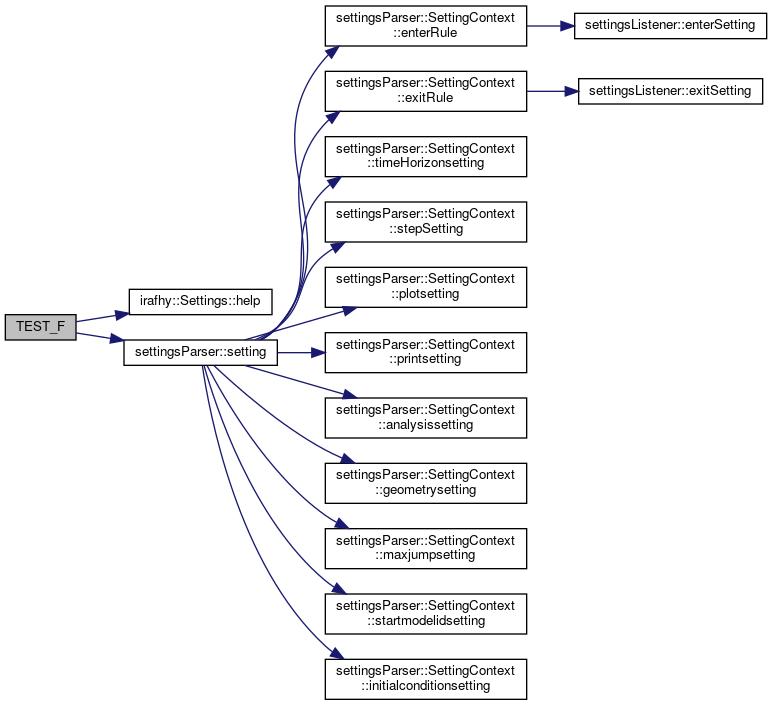 settingsParser::SettingContext
::enterRule
settingsListener::enterSetting
settingsParser::SettingContext
::exitRule
settingsListener::exitSetting
settingsParser::SettingContext
::timeHorizonsetting
settingsParser::SettingContext
::stepSetting
settingsParser::SettingContext
::plotsetting
irafhy::Settings::help
TEST_F
settingsParser::setting
settingsParser::SettingContext
::printsetting
settingsParser::SettingContext
::analysissetting
settingsParser::SettingContext
::geometrysetting
settingsParser::SettingContext
::maxjumpsetting
settingsParser::SettingContext
::startmodelidsetting
settingsParser::SettingContext
::initialconditionsetting